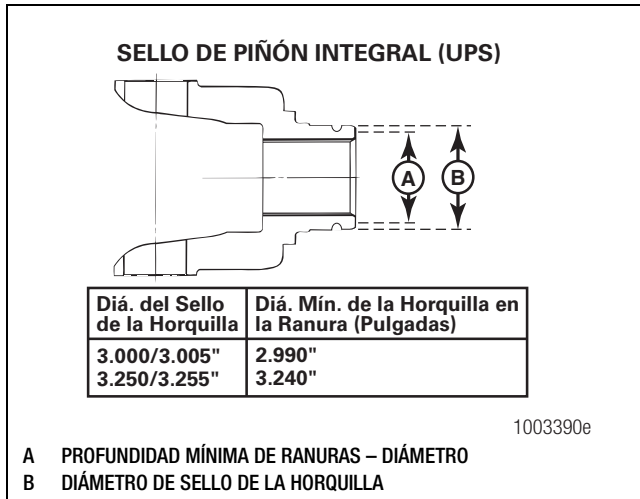 SELLO DE PIÑÓN INTEGRAL (UPS)
A B
Diá. del Sello de la Horquilla | Diá. Mín. de la Horquilla en la Ranura (Pulgadas)
3.000/3.005" 2.990"
3.250/3.255" 3.240"
1003390e
A PROFUNDIDAD MÍNIMA DE RANURAS – DIÁMETRO
B DIÁMETRO DE SELLO DE LA HORQUILLA